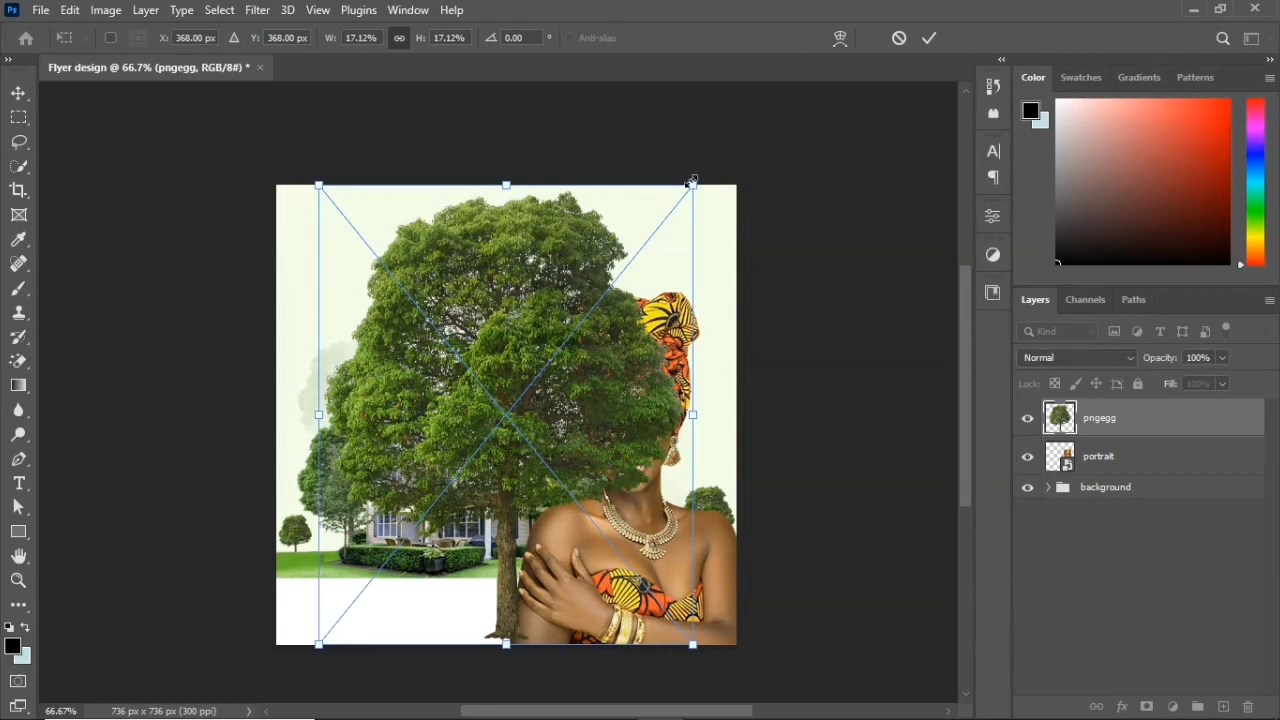 Ps File Edit Image Layer Type Select Filter 3D View Plugins Window Help
X: 368.00 px Y: 368.00 px W: 17.12% H: 17.12% 0.00 ° Anti-alias
Flyer design @ 66.7% (pngegg, RGB/8#) * ×
Color Swatches Gradients Patterns
Layers Channels Paths
Kind
Normal Opacity: 100%
Lock: Fill: 100%
pngegg
portrait
background
66.67% 736 px x 736 px (300 ppi)